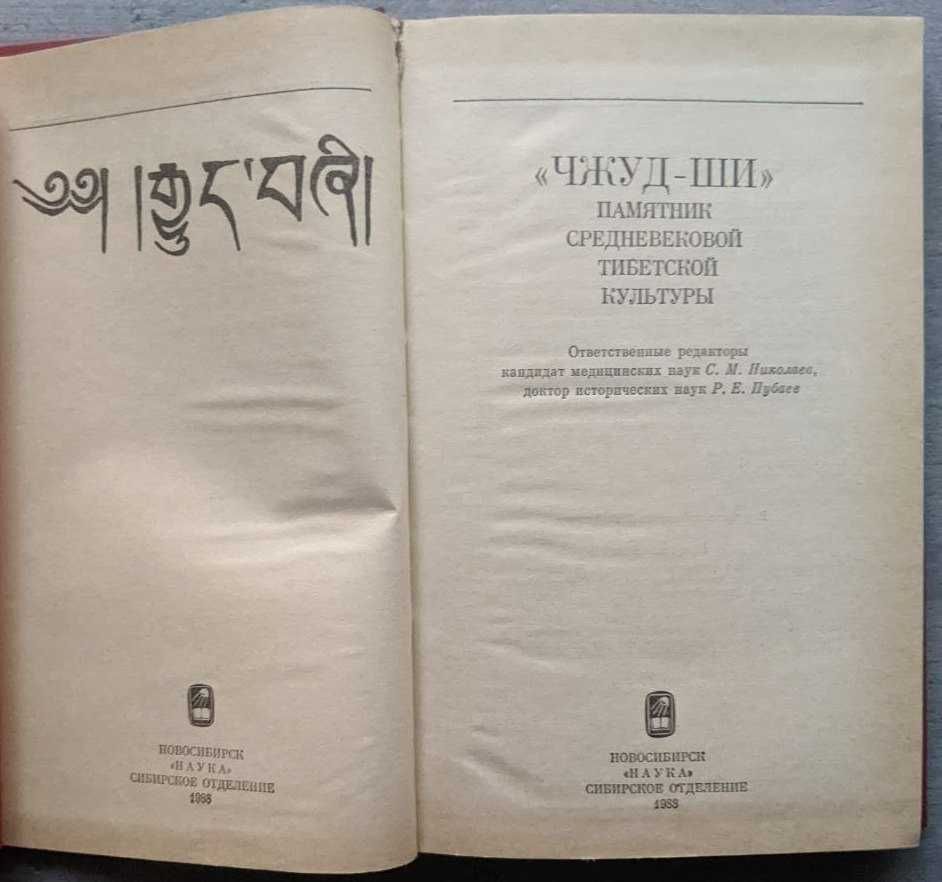 ༄༅། །རྒྱུད་བཞི།
НОВОСИБИРСК
«НАУКА»
СИБИРСКОЕ ОТДЕЛЕНИЕ
1988
«ЧЖУД-ШИ»
ПАМЯТНИК
СРЕДНЕВЕКОВОЙ
ТИБЕТСКОЙ
КУЛЬТУРЫ
Ответственные редакторы
кандидат медицинских наук С. М. Николаев,
доктор исторических наук Р. Е. Пубаев
НОВОСИБИРСК
«НАУКА»
СИБИРСКОЕ ОТДЕЛЕНИЕ
1988